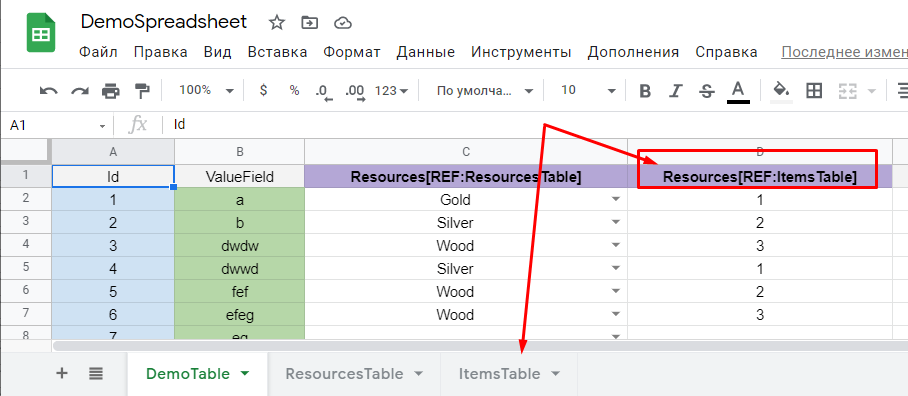 DemoSpreadsheet
Файл Правка Вид Вставка Формат Данные Инструменты Дополнения Справка Последнее измен
100% $ % .0 .00 123 По умолча... 10 B I S A
A1 fx Id
A B C D
1 Id ValueField Resources[REF:ResourcesTable] Resources[REF:ItemsTable]
2 1 a Gold 1
3 2 b Silver 2
4 3 dwdw Wood 3
5 4 dwwd Silver 1
6 5 fef Wood 2
7 6 efeg Wood 3
8 7 eg
+ DemoTable ResourcesTable ItemsTable